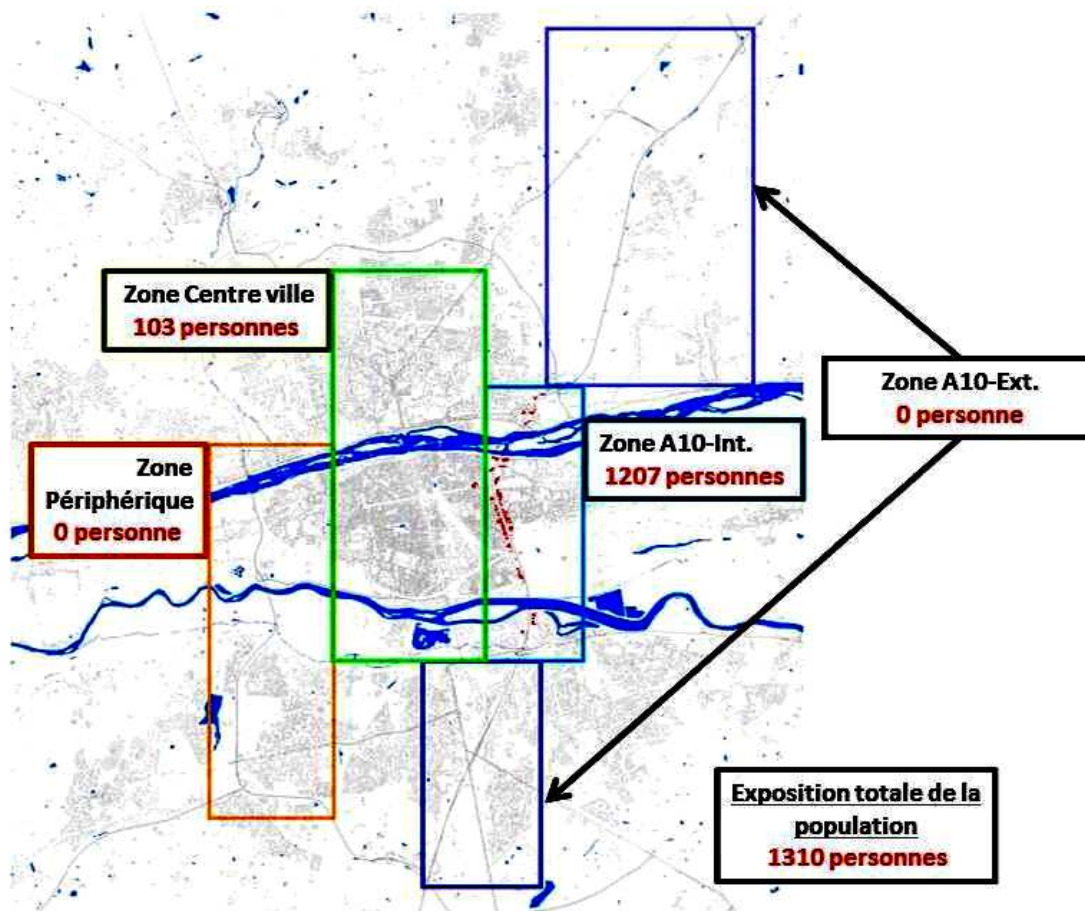 Zone Centre ville
103 personnes
Zone A10-Ext.
0 personne
Zone
Périphérique
0 personne
Zone A10-Int.
1207 personnes
Exposition totale de la
population
1310 personnes